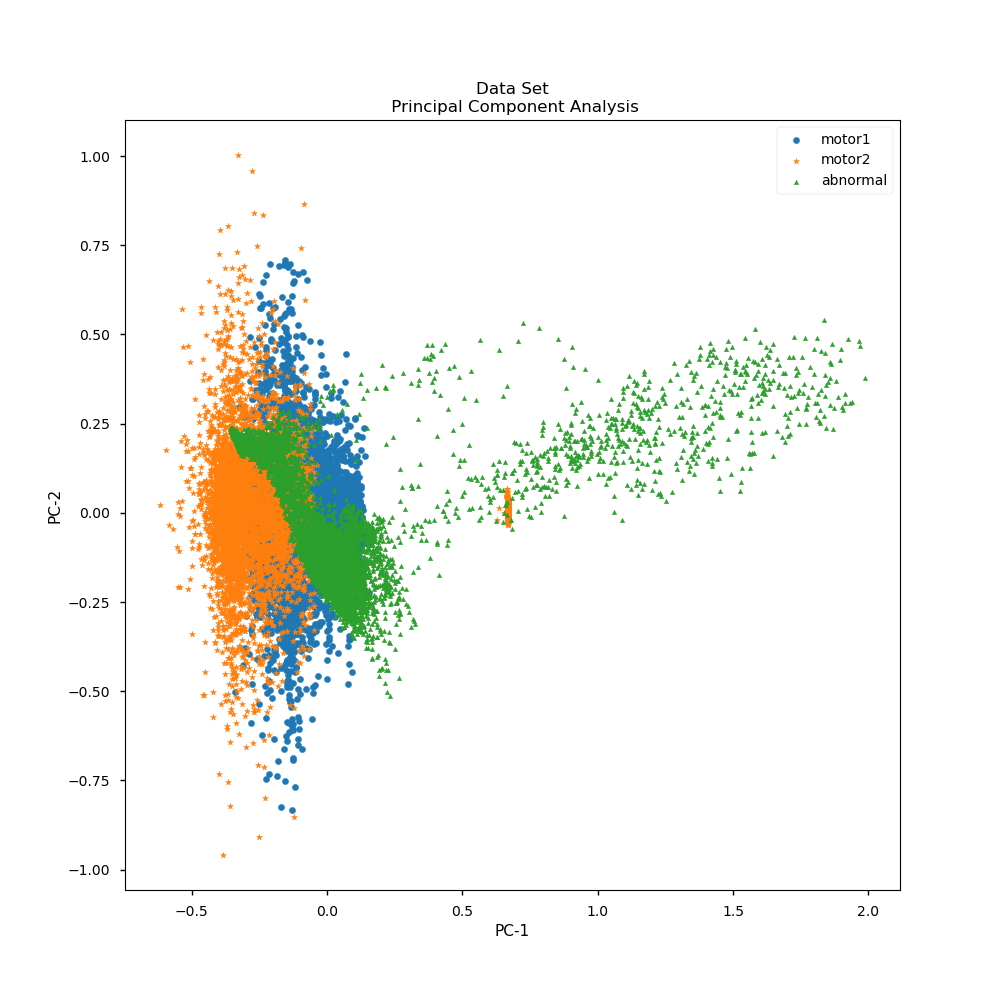 Data Set
Principal Component Analysis
motor1
motor2
abnormal
1.00
0.75
0.50
0.25
0.00
−0.25
−0.50
−0.75
−1.00
PC-2
−0.5
0.0
0.5
1.0
1.5
2.0
PC-1